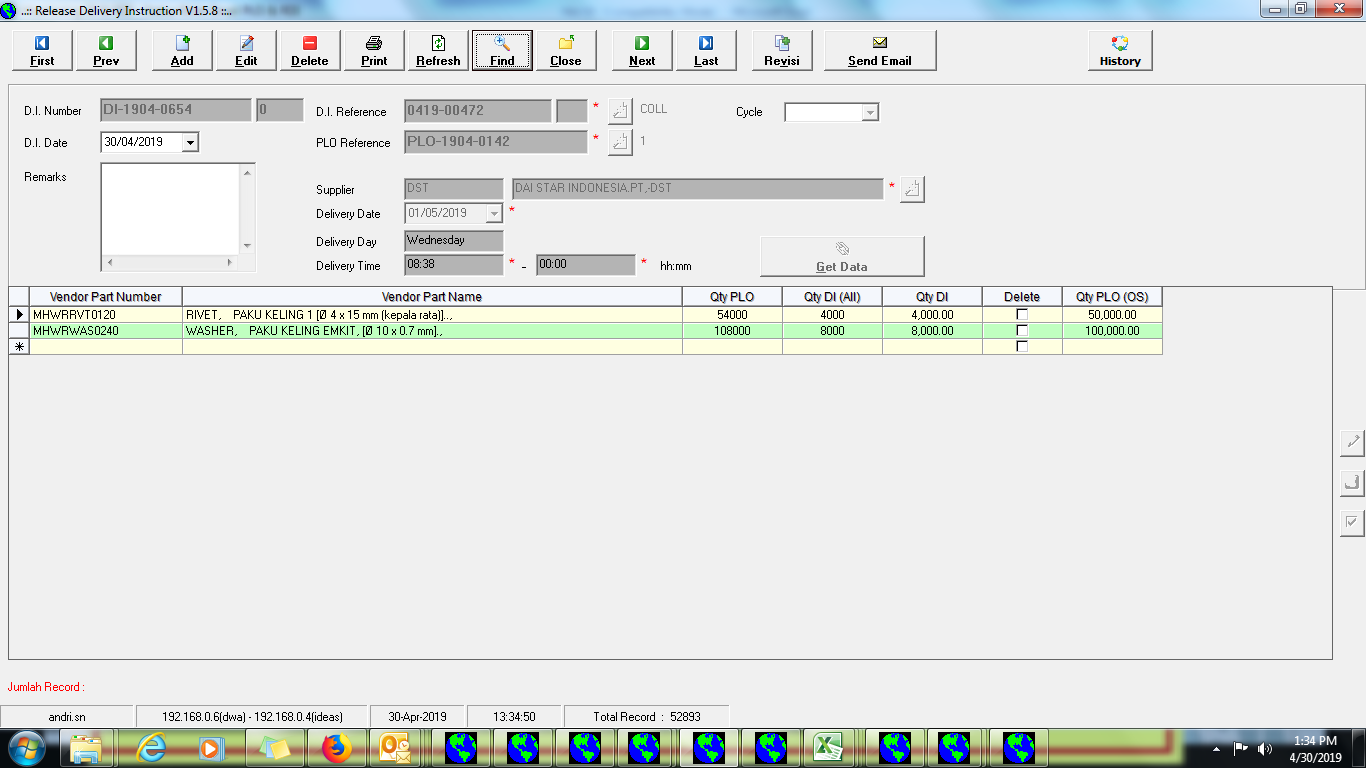 ..:: Release Delivery Instruction V1.5.8 ::..
First Prev Add Edit Delete Print Refresh Find Close Next Last Revisi Send Email History
D.I. Number DI-1904-0654 0 D.I. Reference 0419-00472 * COLL Cycle
D.I. Date 30/04/2019 PLO Reference PLO-1904-0142 * 1
Remarks
Supplier DST DAI STAR INDONESIA.PT,-DST *
Delivery Date 01/05/2019 *
Delivery Day Wednesday
Delivery Time 08:38 * - 00:00 * hh:mm
Get Data
Vendor Part Number Vendor Part Name Qty PLO Qty DI (All) Qty DI Delete Qty PLO (OS)
MHWRRVT0120 RIVET, PAKU KELING 1 [Ø 4 x 15 mm (kepala rata)]..., 54000 4000 4,000.00 50,000.00
MHWRWAS0240 WASHER, PAKU KELING EMKIT, [Ø 10 x 0.7 mm]., 108000 8000 8,000.00 100,000.00
Jumlah Record :
andri.sn 192.168.0.6(dwa) - 192.168.0.4(ideas) 30-Apr-2019 13:34:50 Total Record : 52893
1:34 PM
4/30/2019